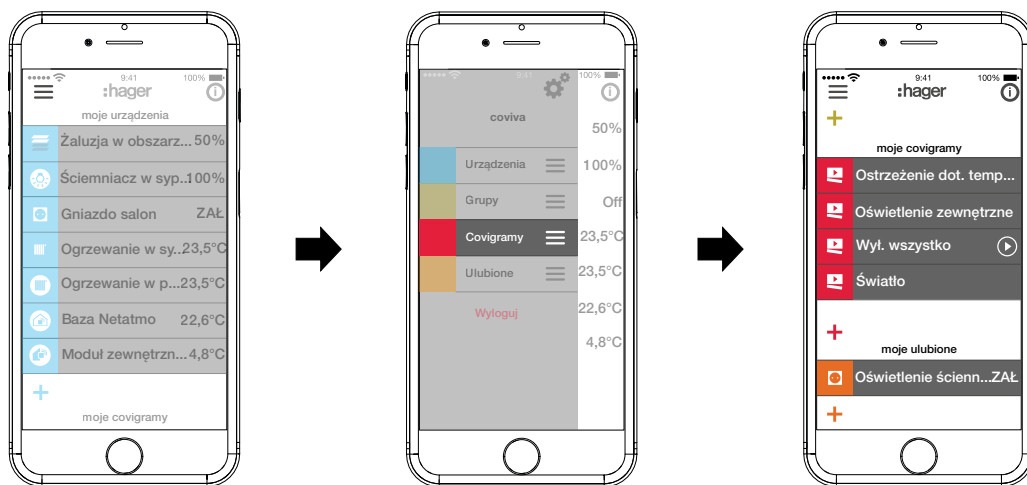 9:41 100%
:hager
moje urządzenia
Żaluzja w obszarz... 50%
Ściemniacz w syp...100%
Gniazdo salon ZAŁ
Ogrzewanie w sy...23,5°C
Ogrzewanie w p...23,5°C
Baza Netatmo 22,6°C
Moduł zewnętrzn... 4,8°C
+
moje covigramy
9:41 100%
coviva
50%
Urządzenia 100%
Grupy Off
Covigramy 23,5°C
Ulubione 23,5°C
Wyloguj 22,6°C
4,8°C
9:41 100%
:hager
+
moje covigramy
Ostrzeżenie dot. temp...
Oświetlenie zewnętrzne
Wył. wszystko
Światło
+
moje ulubione
Oświetlenie ścienn...ZAŁ
+